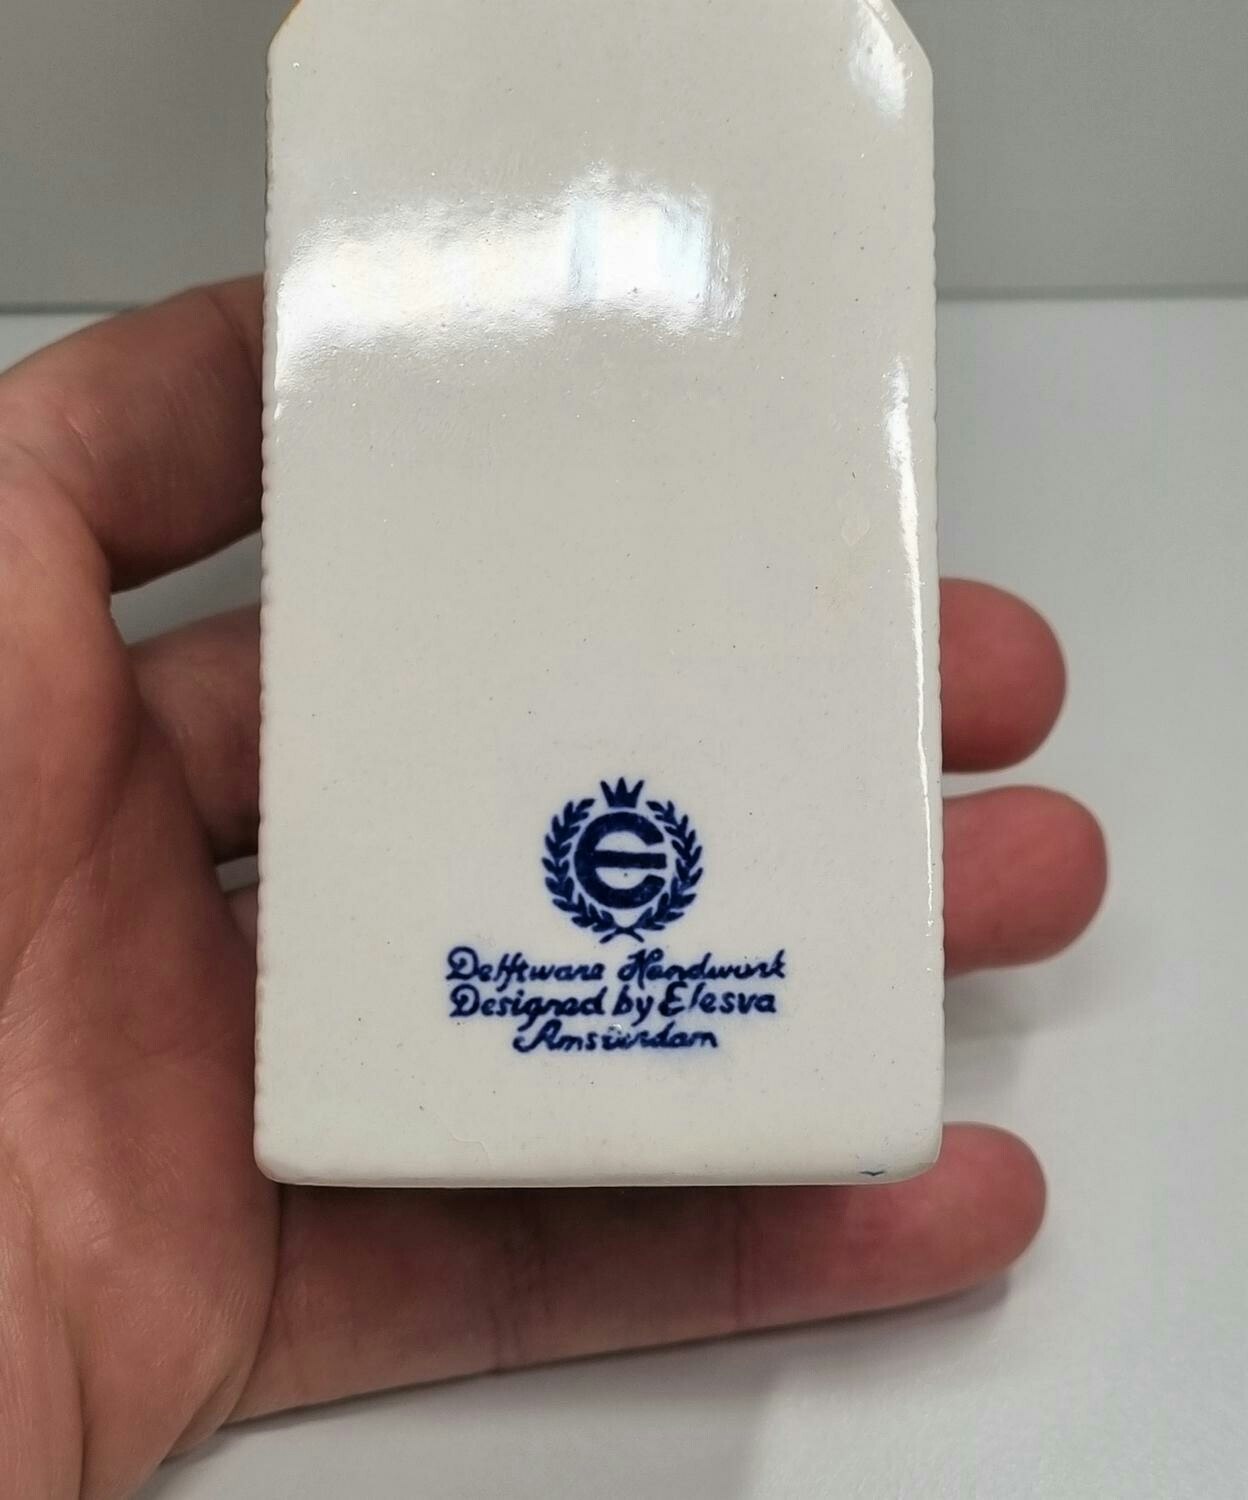 E
Delftware Handwork
Designed by Elesva
Amsterdam